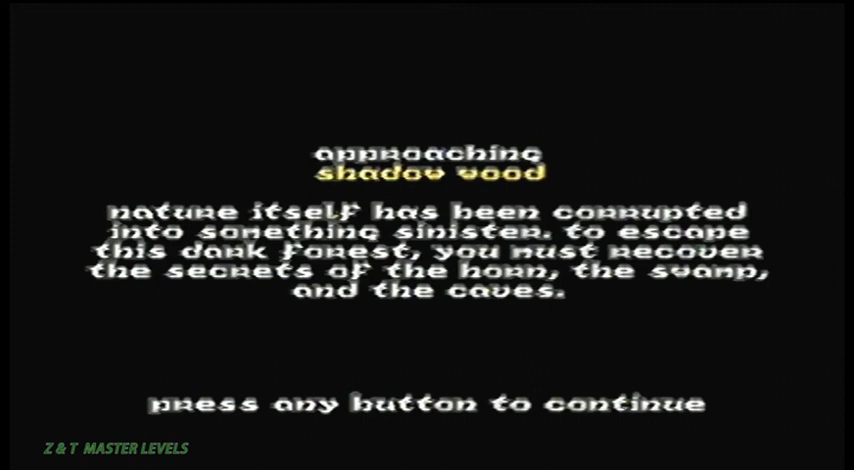 approaching
shadow wood
nature itself has been corrupted
into something sinister. to escape
this dark forest, you must recover
the secrets of the horn, the swamp,
and the caves.
press any button to continue
Z & T MASTER LEVELS